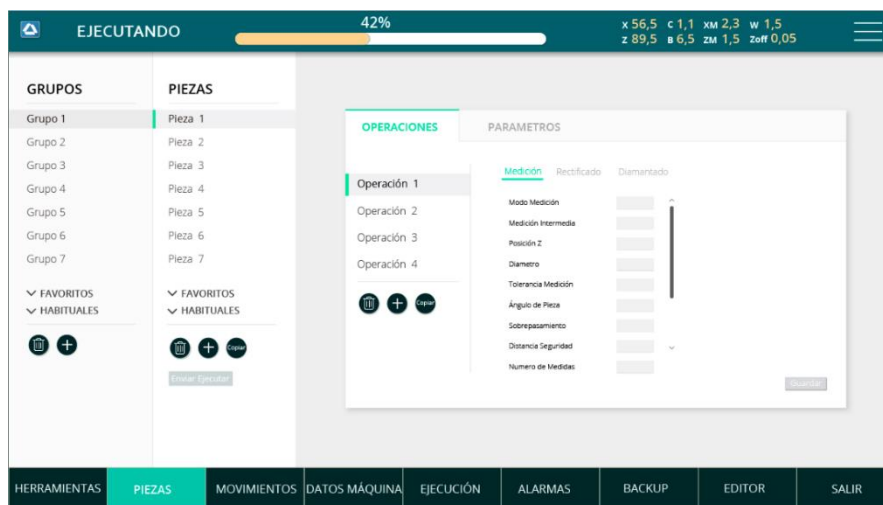 EJECUTANDO
42%
X 56,5 C 1,1 XM 2,3 W 1,5
Z 89,5 B 6,5 ZM 1,5 Zoff 0,05
GRUPOS
Grupo 1
Grupo 2
Grupo 3
Grupo 4
Grupo 5
Grupo 6
Grupo 7
FAVORITOS
HABITUALES
PIEZAS
Pieza 1
Pieza 2
Pieza 3
Pieza 4
Pieza 5
Pieza 6
Pieza 7
FAVORITOS
HABITUALES
Copiar
Enviar Ejecutar
OPERACIONES
PARAMETROS
Operación 1
Operación 2
Operación 3
Operación 4
Copiar
Medición Rectificado Diamantado
Modo Medición
Medición Intermedia
Posición Z
Diametro
Tolerancia Medición
Ángulo de Pieza
Sobrepasamiento
Distancia Seguridad
Numero de Medidas
Guardar
HERRAMIENTAS PIEZAS MOVIMIENTOS DATOS MÁQUINA EJECUCIÓN ALARMAS BACKUP EDITOR SALIR